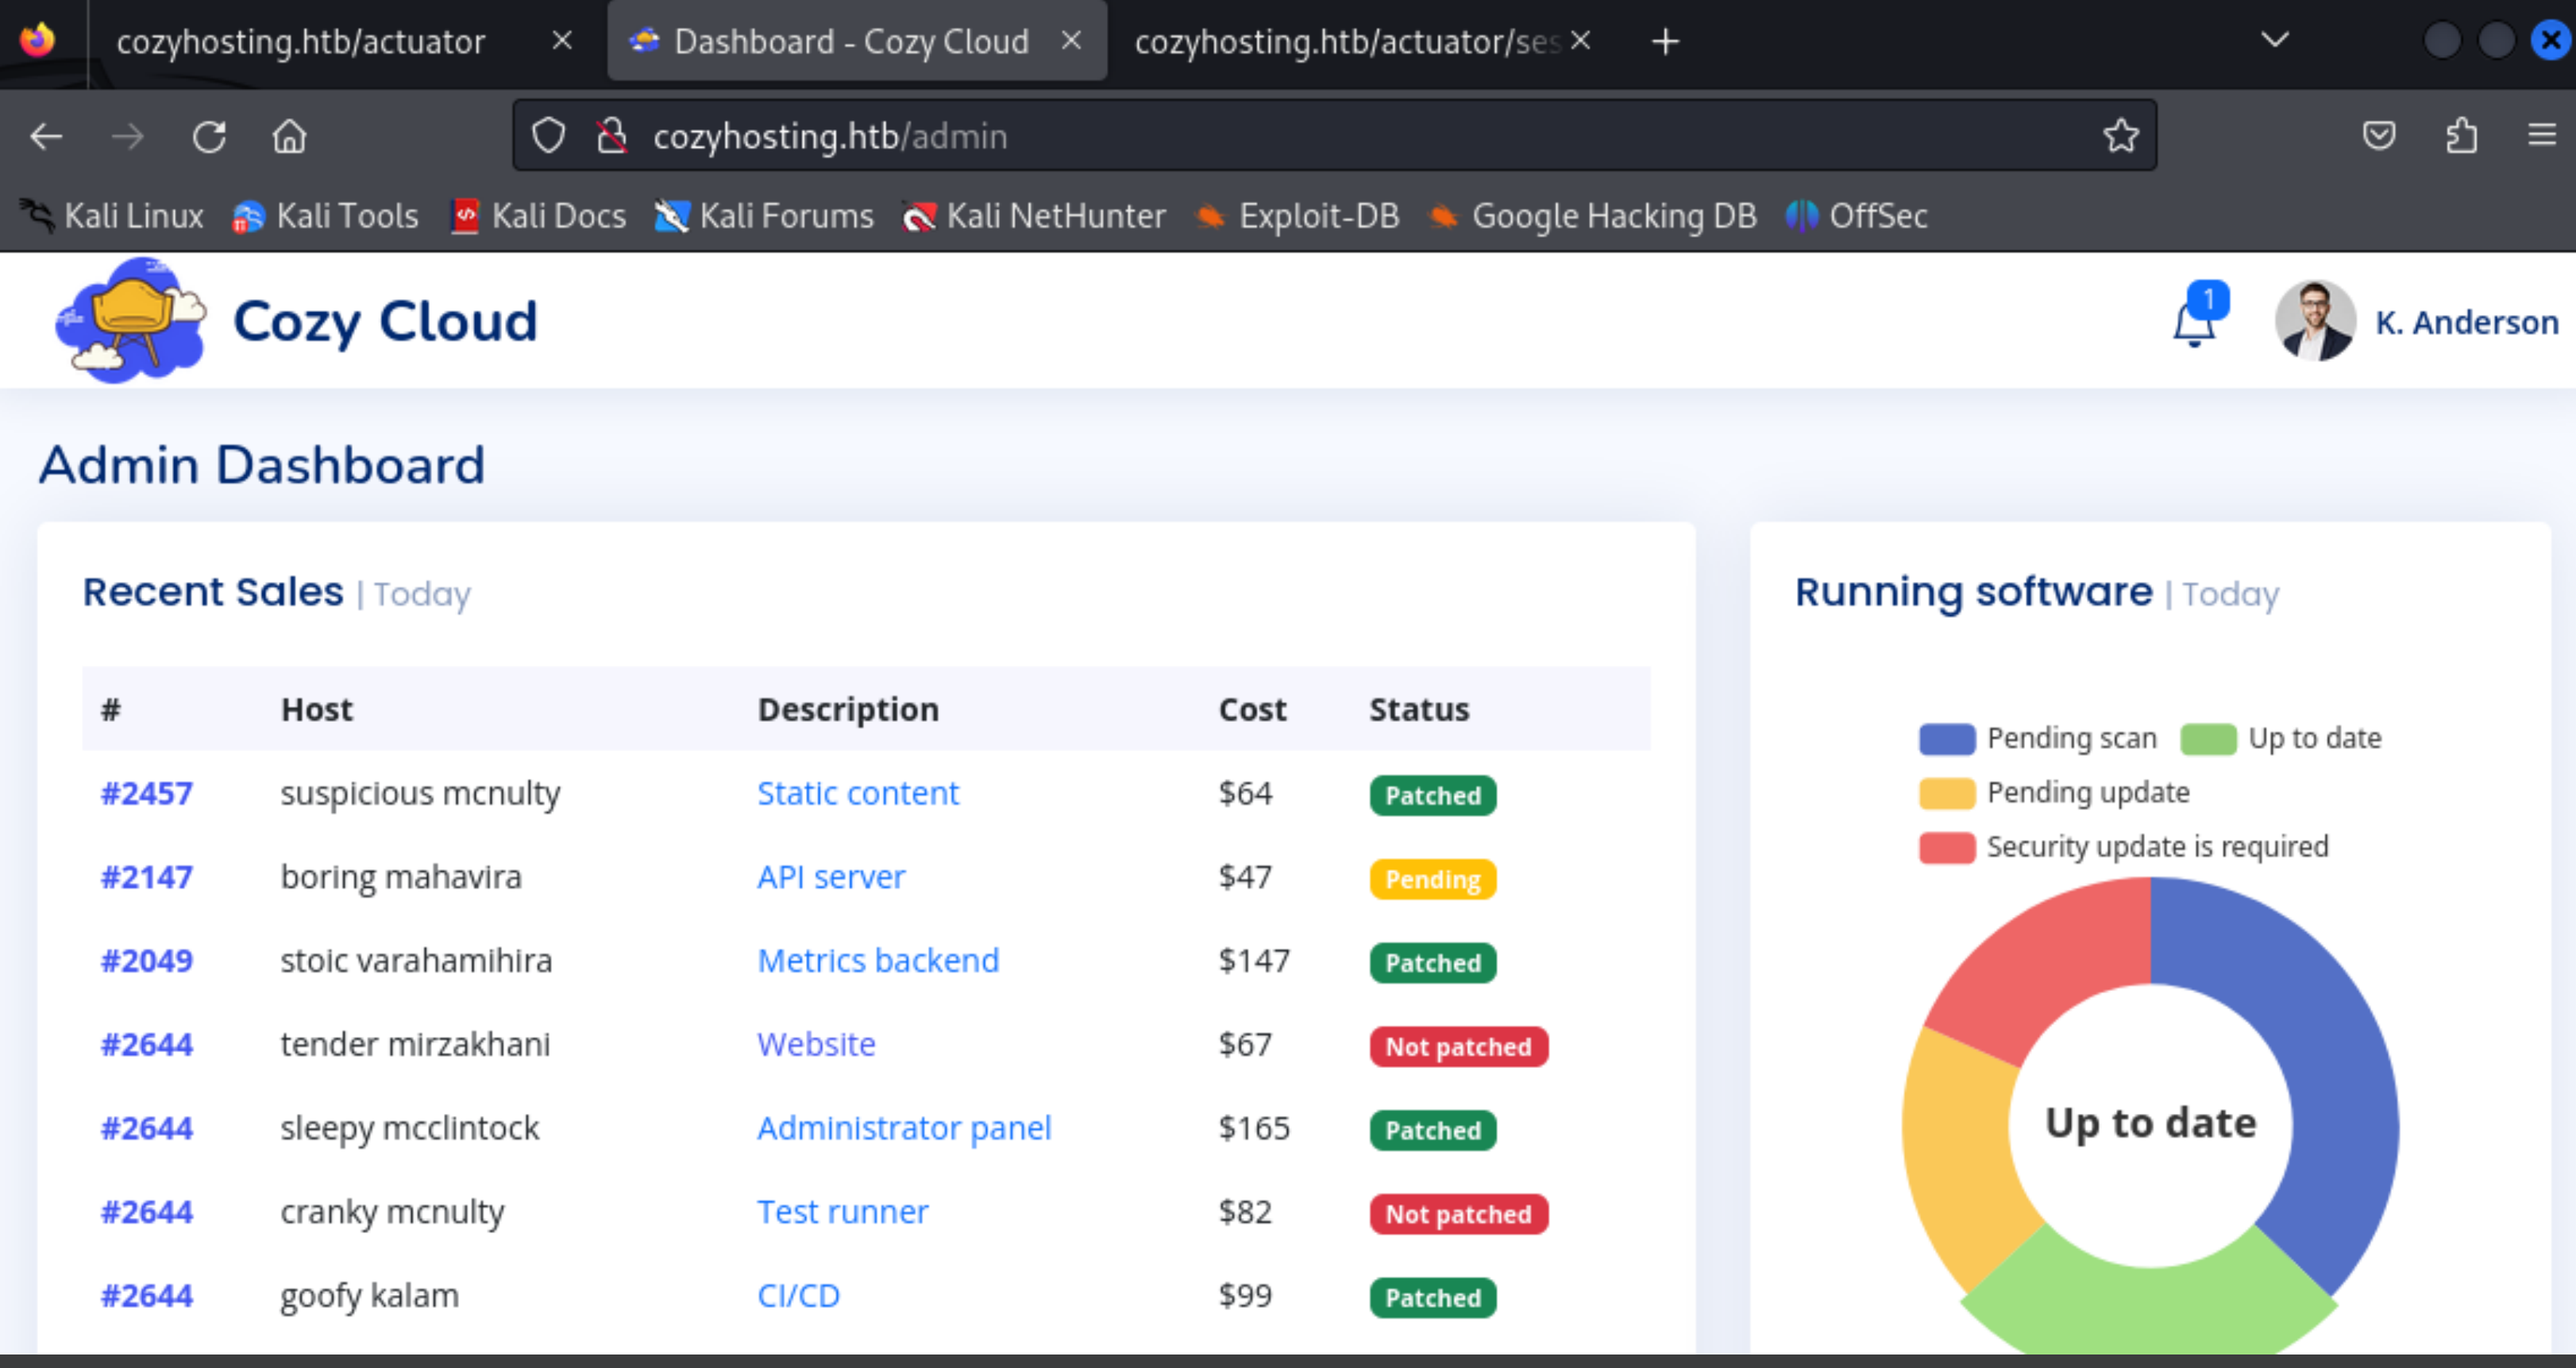 cozyhosting.htb/actuator
Dashboard - Cozy Cloud
cozyhosting.htb/actuator/ses
cozyhosting.htb/admin
Kali Linux Kali Tools Kali Docs Kali Forums Kali NetHunter Exploit-DB Google Hacking DB OffSec
Cozy Cloud
1
K. Anderson
Admin Dashboard
Recent Sales | Today
# Host Description Cost Status
#2457 suspicious mcnulty Static content $64 Patched
#2147 boring mahavira API server $47 Pending
#2049 stoic varahamihira Metrics backend $147 Patched
#2644 tender mirzakhani Website $67 Not patched
#2644 sleepy mcclintock Administrator panel $165 Patched
#2644 cranky mcnulty Test runner $82 Not patched
#2644 goofy kalam CI/CD $99 Patched
Running software | Today
Pending scan Up to date
Pending update
Security update is required
Up to date